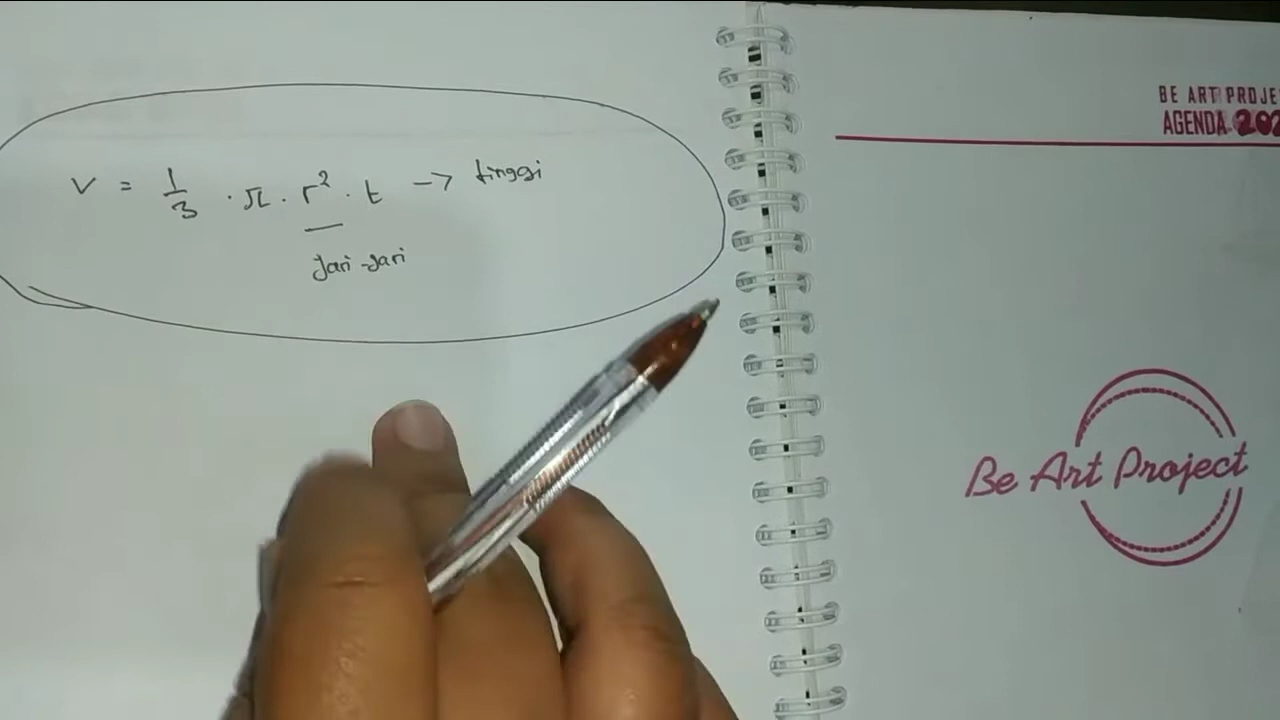 V = 1/3 . π . r² . t -> tinggi
Jari-Jari
BE ART PROJE
AGENDA 202
Be Art Project